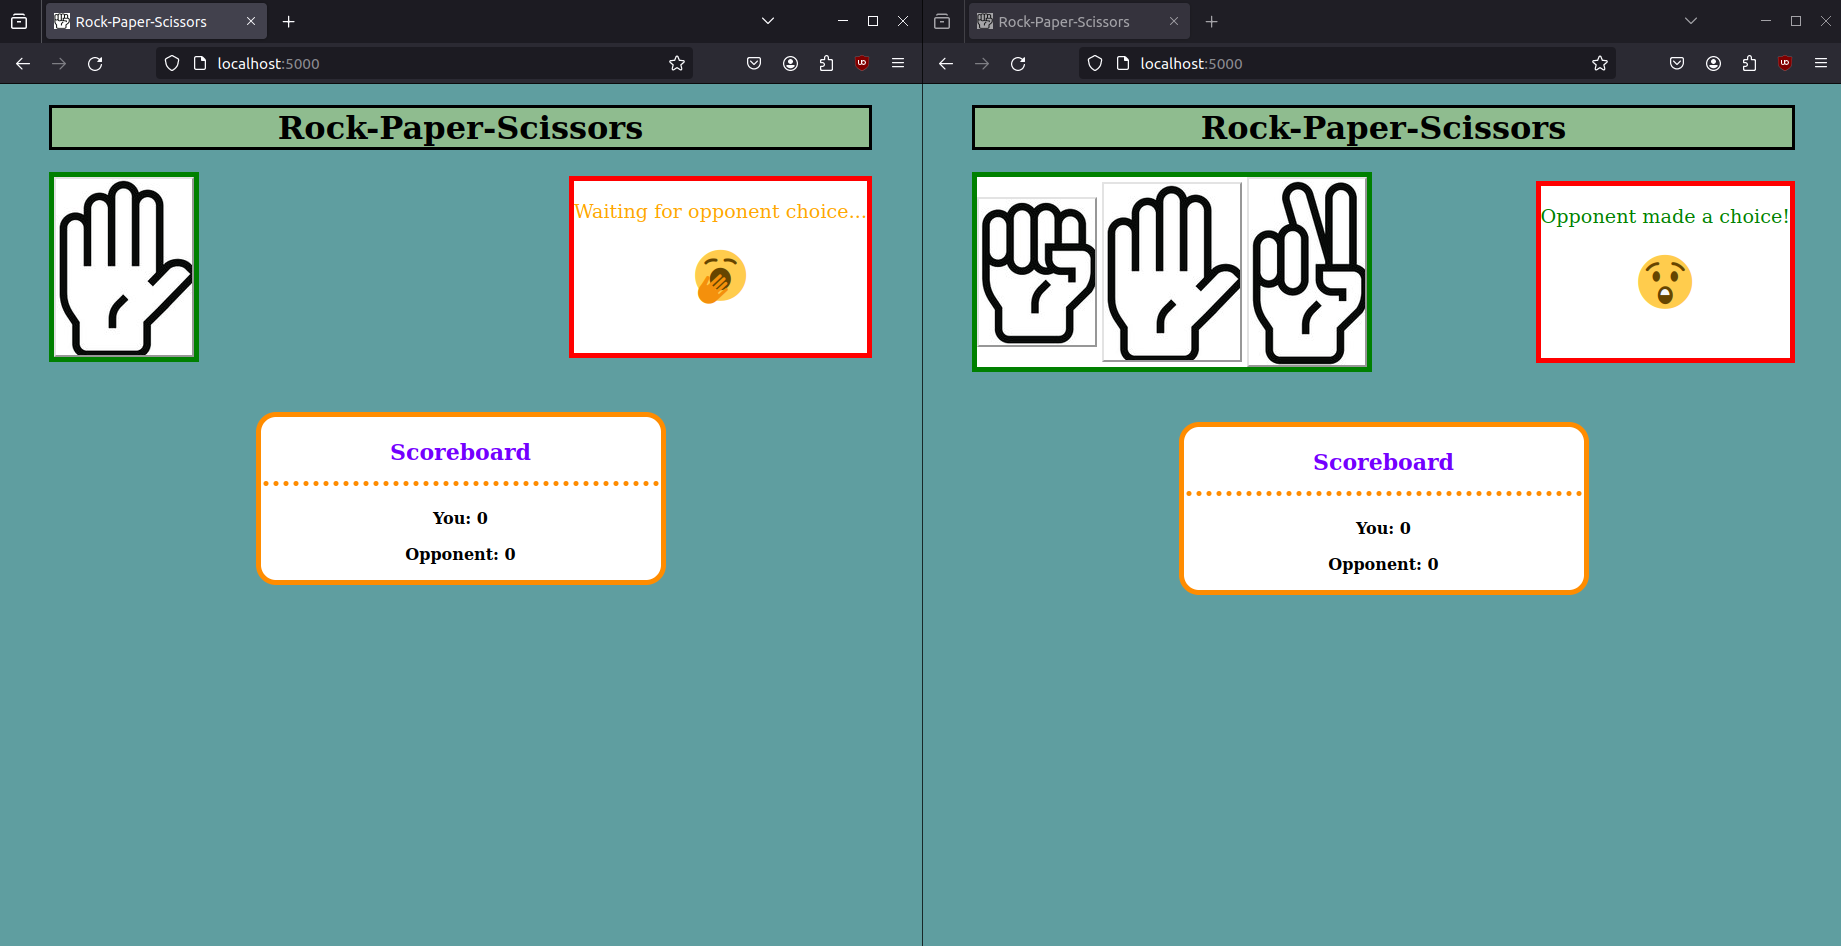 Rock-Paper-Scissors
localhost:5000
Rock-Paper-Scissors
Waiting for opponent choice...
Scoreboard
You: 0
Opponent: 0
Rock-Paper-Scissors
localhost:5000
Rock-Paper-Scissors
Opponent made a choice!
Scoreboard
You: 0
Opponent: 0